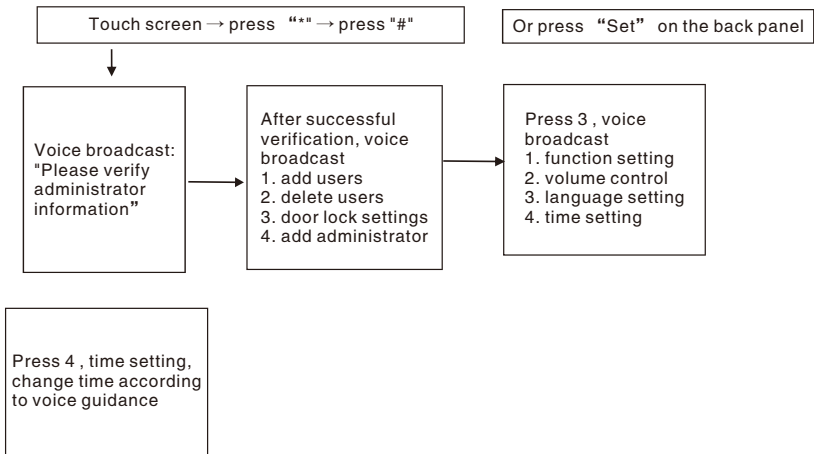 Touch screen → press “*" → press "#"
Or press “Set” on the back panel
Voice broadcast:
"Please verify
administrator
information”
After successful
verification, voice
broadcast
1. add users
2. delete users
3. door lock settings
4. add administrator
Press 3 , voice
broadcast
1. function setting
2. volume control
3. language setting
4. time setting
Press 4 , time setting,
change time according
to voice guidance